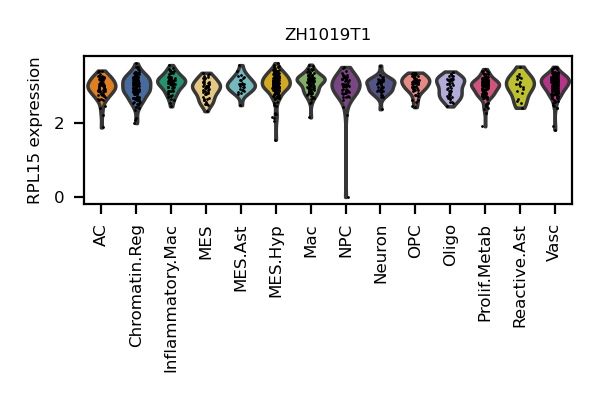 ZH1019T1
RPL15 expression
2
0
AC
Chromatin.Reg
Inflammatory.Mac
MES
MES.Ast
MES.Hyp
Mac
NPC
Neuron
OPC
Oligo
Prolif.Metab
Reactive.Ast
Vasc